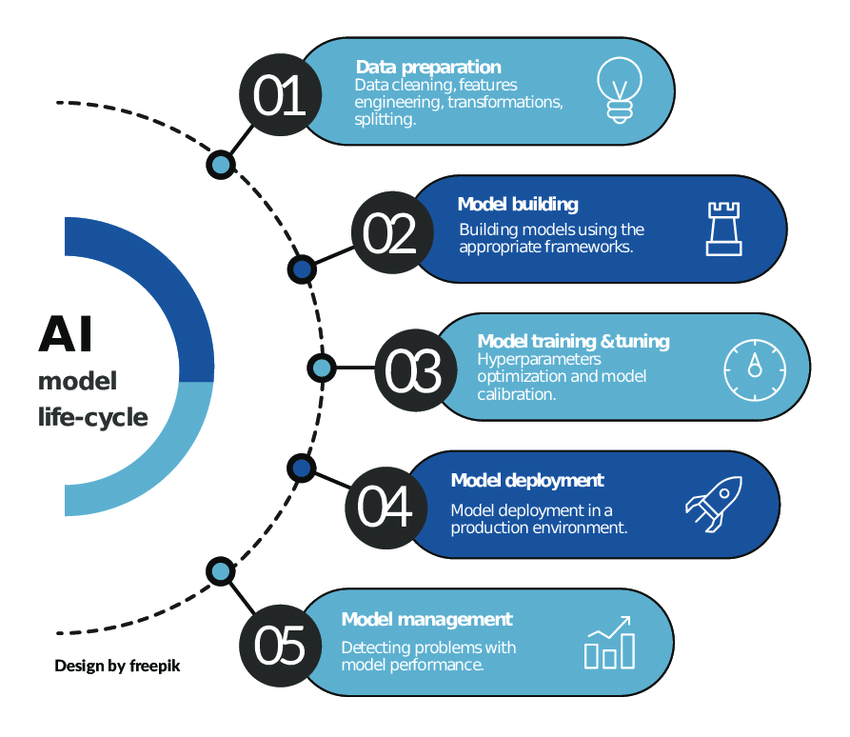 01
Data preparation
Data cleaning, features
engineering, transformations,
splitting.
02
Model building
Building models using the
appropriate frameworks.
AI
model
life-cycle
03
Model training & tuning
Hyperparameters
optimization and model
calibration.
04
Model deployment
Model deployment in a
production environment.
05
Model management
Detecting problems with
model performance.
Design by freepik